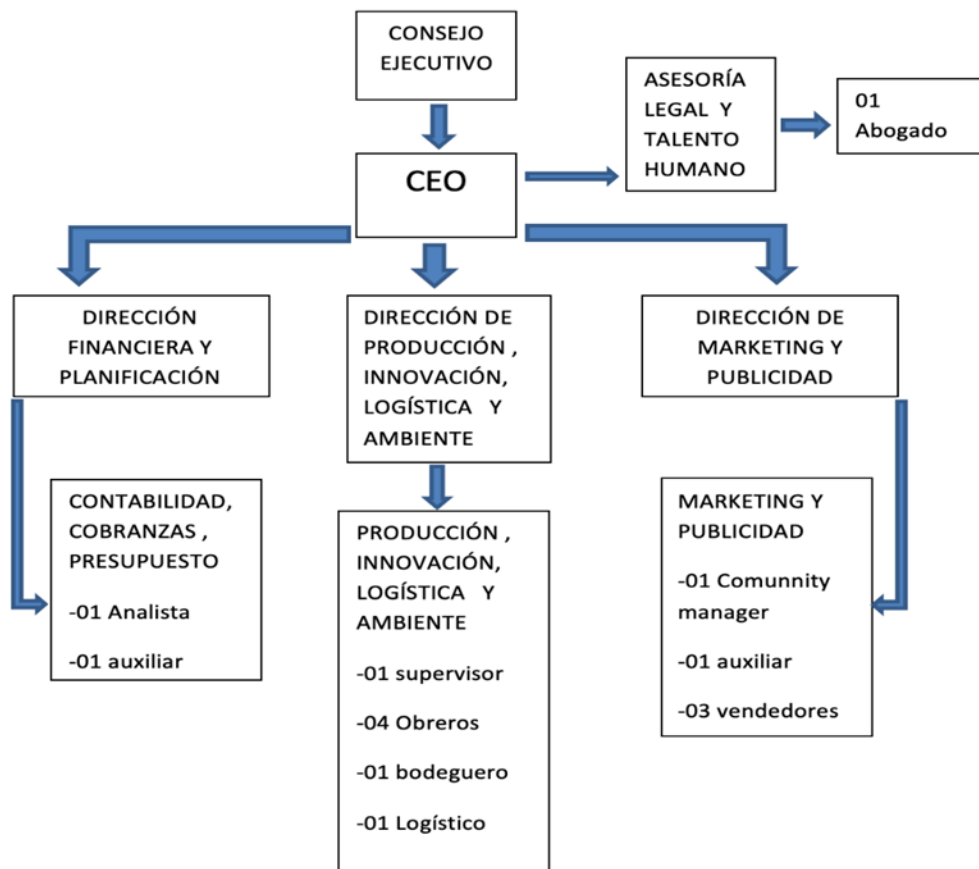 CONSEJO
EJECUTIVO
ASESORÍA
LEGAL Y
TALENTO
HUMANO
01
Abogado
CEO
DIRECCIÓN
FINANCIERA Y
PLANIFICACIÓN
DIRECCIÓN DE
PRODUCCIÓN ,
INNOVACIÓN,
LOGÍSTICA Y
AMBIENTE
DIRECCIÓN DE
MARKETING Y
PUBLICIDAD
CONTABILIDAD,
COBRANZAS ,
PRESUPUESTO
-01 Analista
-01 auxiliar
PRODUCCIÓN ,
INNOVACIÓN,
LOGÍSTICA Y
AMBIENTE
-01 supervisor
-04 Obreros
-01 bodeguero
-01 Logístico
MARKETING Y
PUBLICIDAD
-01 Comunnity
manager
-01 auxiliar
-03 vendedores